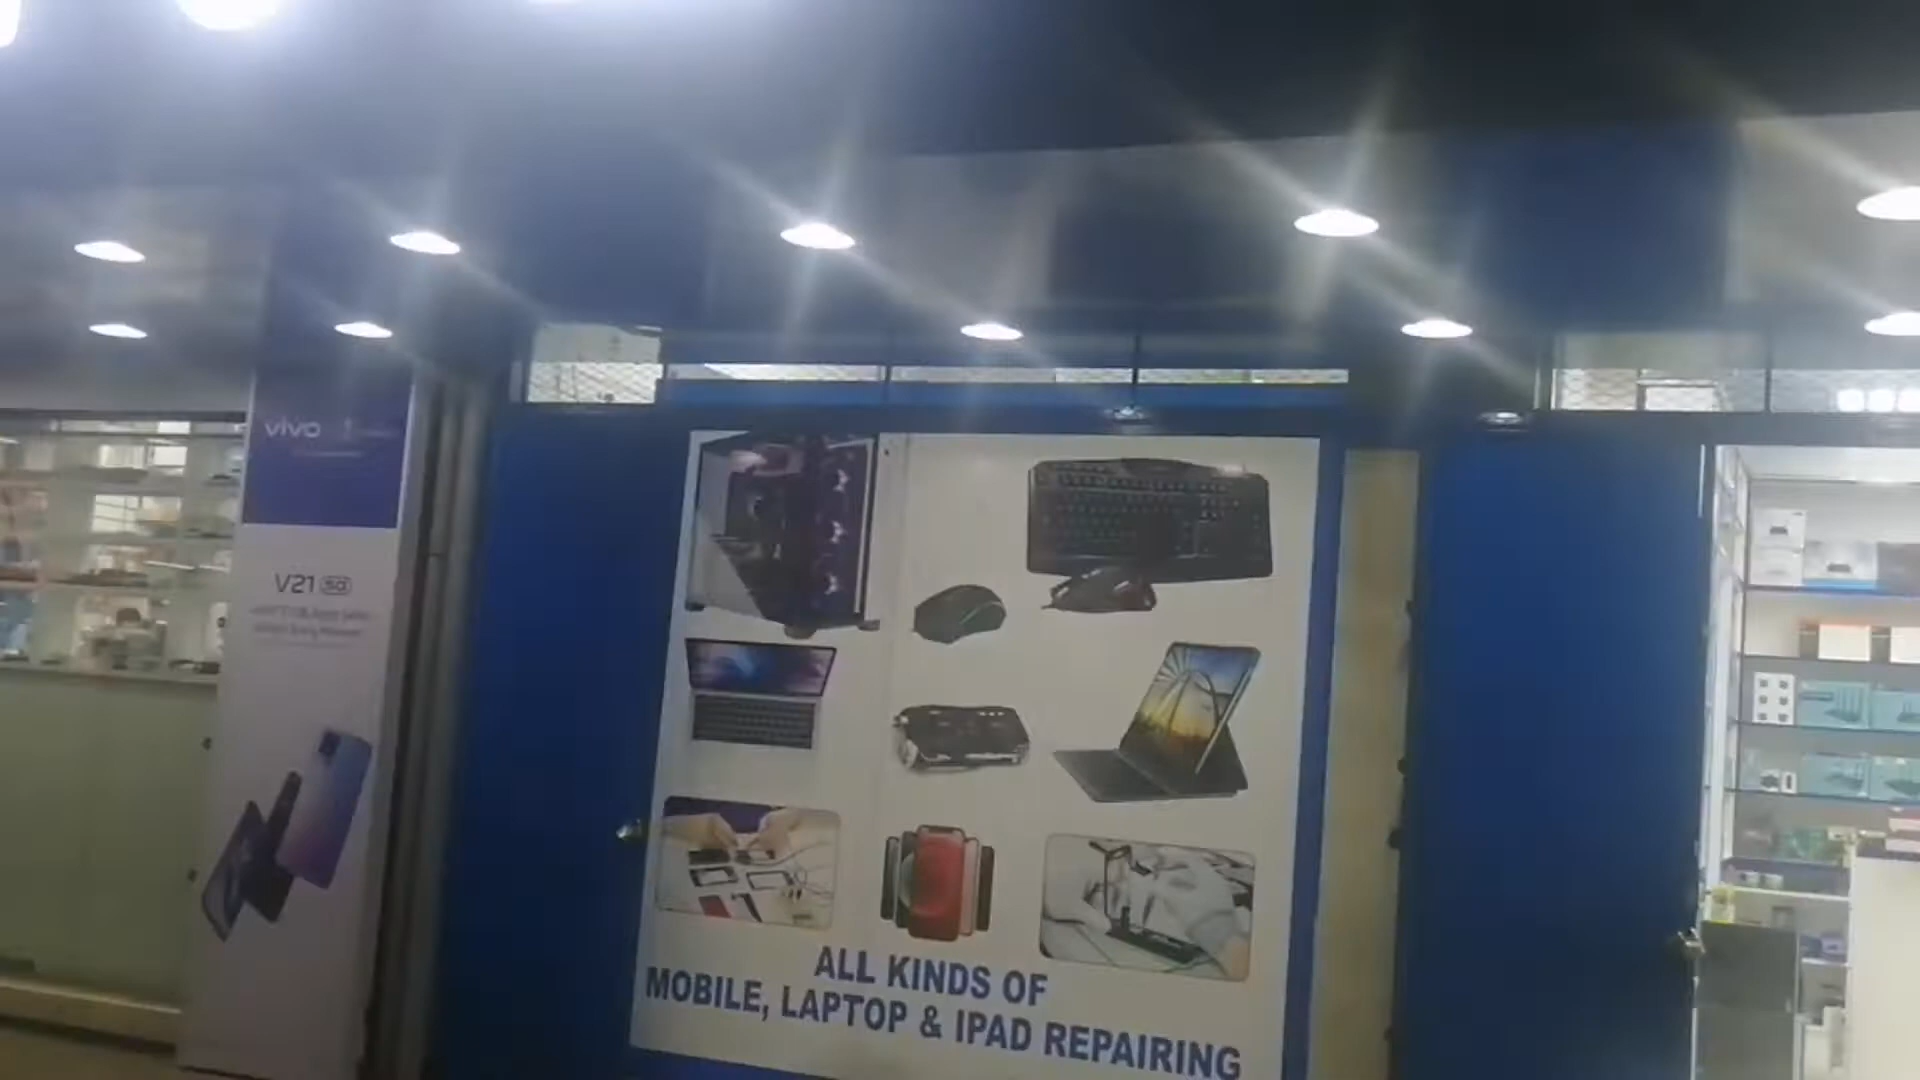 vivo
V21 5G
ALL KINDS OF
MOBILE, LAPTOP & IPAD REPAIRING